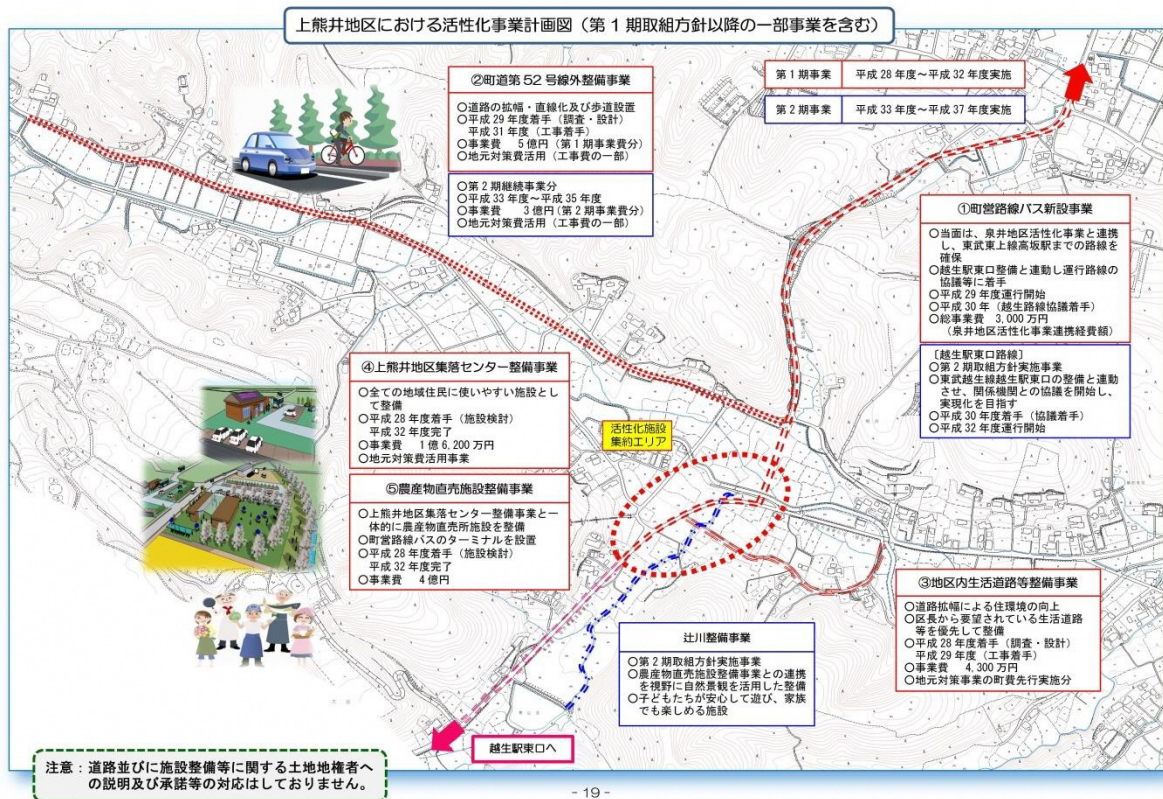 上熊井地区における活性化事業計画図(第1期取組方針以降の一部事業を含む)
第1期事業 平成28年度~平成32年度実施
第2期事業 平成33年度~平成37年度実施
②町道第52号線外整備事業
○道路の拡幅・直線化及び歩道設置
○平成29年度着手(調査・設計)
平成31年度(工事着手)
○事業費 5億円(第1期事業費分)
○地元対策費活用(工事費の一部)
○第2期継続事業分
○平成33年度~平成35年度
○事業費 3億円(第2期事業費分)
○地元対策費活用(工事費の一部)
①町営路線バス新設事業
○当面は、泉井地区活性化事業と連携
し、東武東上線高坂駅までの路線を
確保
○越生駅東口整備と連動し運行路線の
協議等に着手
○平成29年度運行開始
○平成30年(越生路線協議着手)
○総事業費 3,000万円
(泉井地区活性化事業連携経費額)
[越生駅東口路線]
○第2期取組方針実施事業
○東武越生線越生駅東口の整備と連動
させ、関係機関との協議を開始し、
実現化を目指す
○平成30年度着手(協議着手)
○平成32年度運行開始
④上熊井地区集落センター整備事業
○全ての地域住民に使いやすい施設とし
て整備
○平成28年度着手(施設検討)
平成32年度完了
○事業費 1億6,200万円
○地元対策費活用事業
活性化施設
集約エリア
⑤農産物直売施設整備事業
○上熊井地区集落センター整備事業と一
体的に農産物直売所施設を整備
○町営路線バスのターミナルを設置
○平成28年度着手(施設検討)
平成32年度完了
○事業費 4億円
③地区内生活道路等整備事業
○道路拡幅による住環境の向上
○区長から要望されている生活道路
等を優先して整備
○平成28年度着手(調査・設計)
平成29年度(工事着手)
○事業費 4,300万円
○地元対策事業の町費先行実施分
辻川整備事業
○第2期取組方針実施事業
○農産物直売施設整備事業との連携
を視野に自然景観を活用した整備
○子どもたちが安心して遊び、家族
でも楽しめる施設
越生駅東口へ
注意:道路並びに施設整備等に関する土地地権者へ
の説明及び承諾等の対応はしておりません。
- 19 -